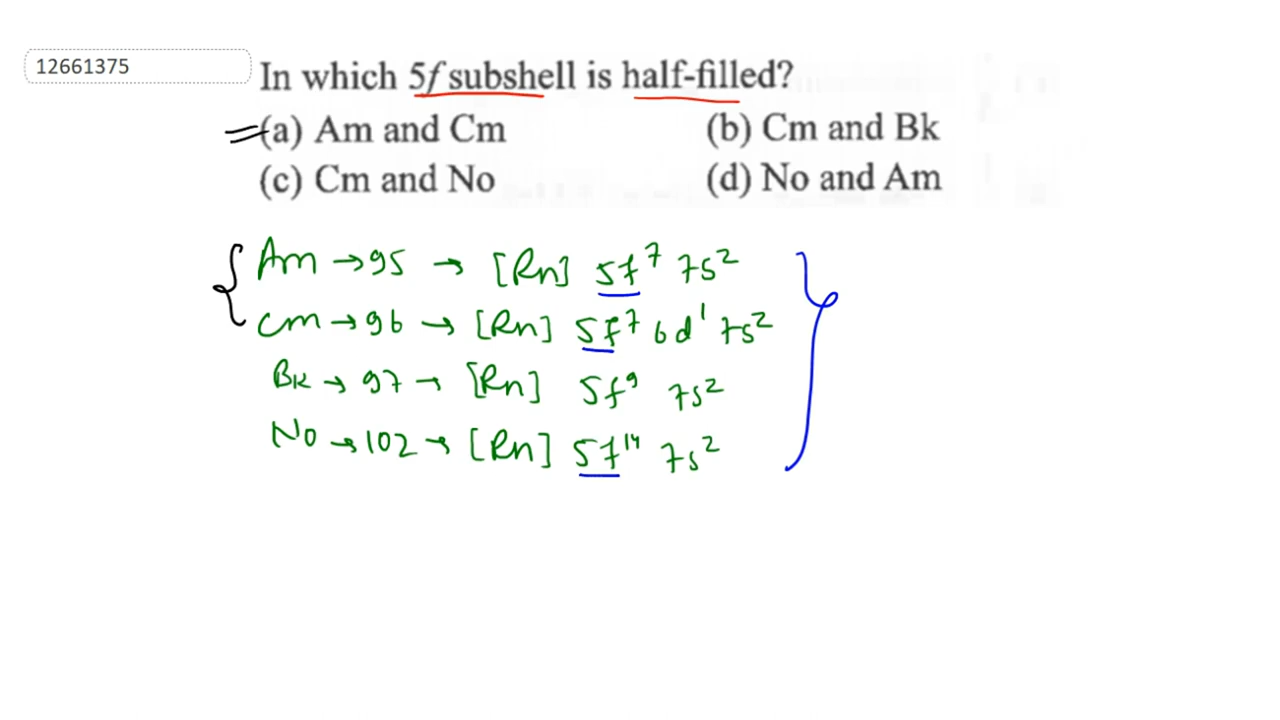 12661375
In which 5f subshell is half-filled?
(a) Am and Cm (b) Cm and Bk
(c) Cm and No (d) No and Am
Am → 95 → [Rn] 5f⁷ 7s²
Cm → 96 → [Rn] 5f⁷ 6d¹ 7s²
Bk → 97 → [Rn] 5f⁹ 7s²
No → 102 → [Rn] 5f¹⁴ 7s²